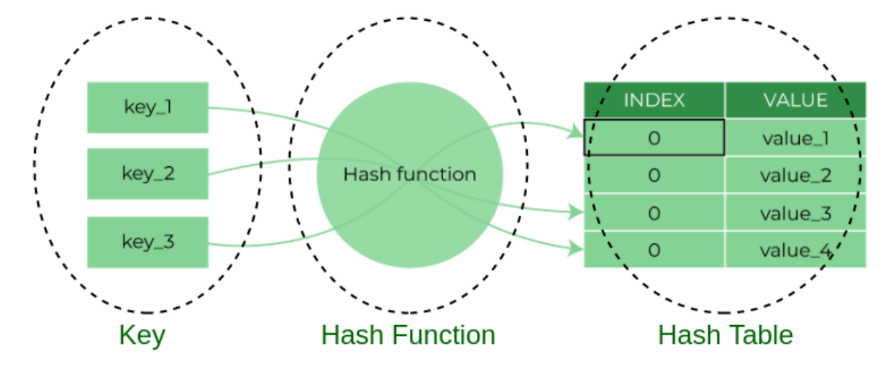 key_1
key_2
key_3
Key
Hash function
Hash Function
INDEX VALUE
0 value_1
0 value_2
0 value_3
0 value_4
Hash Table